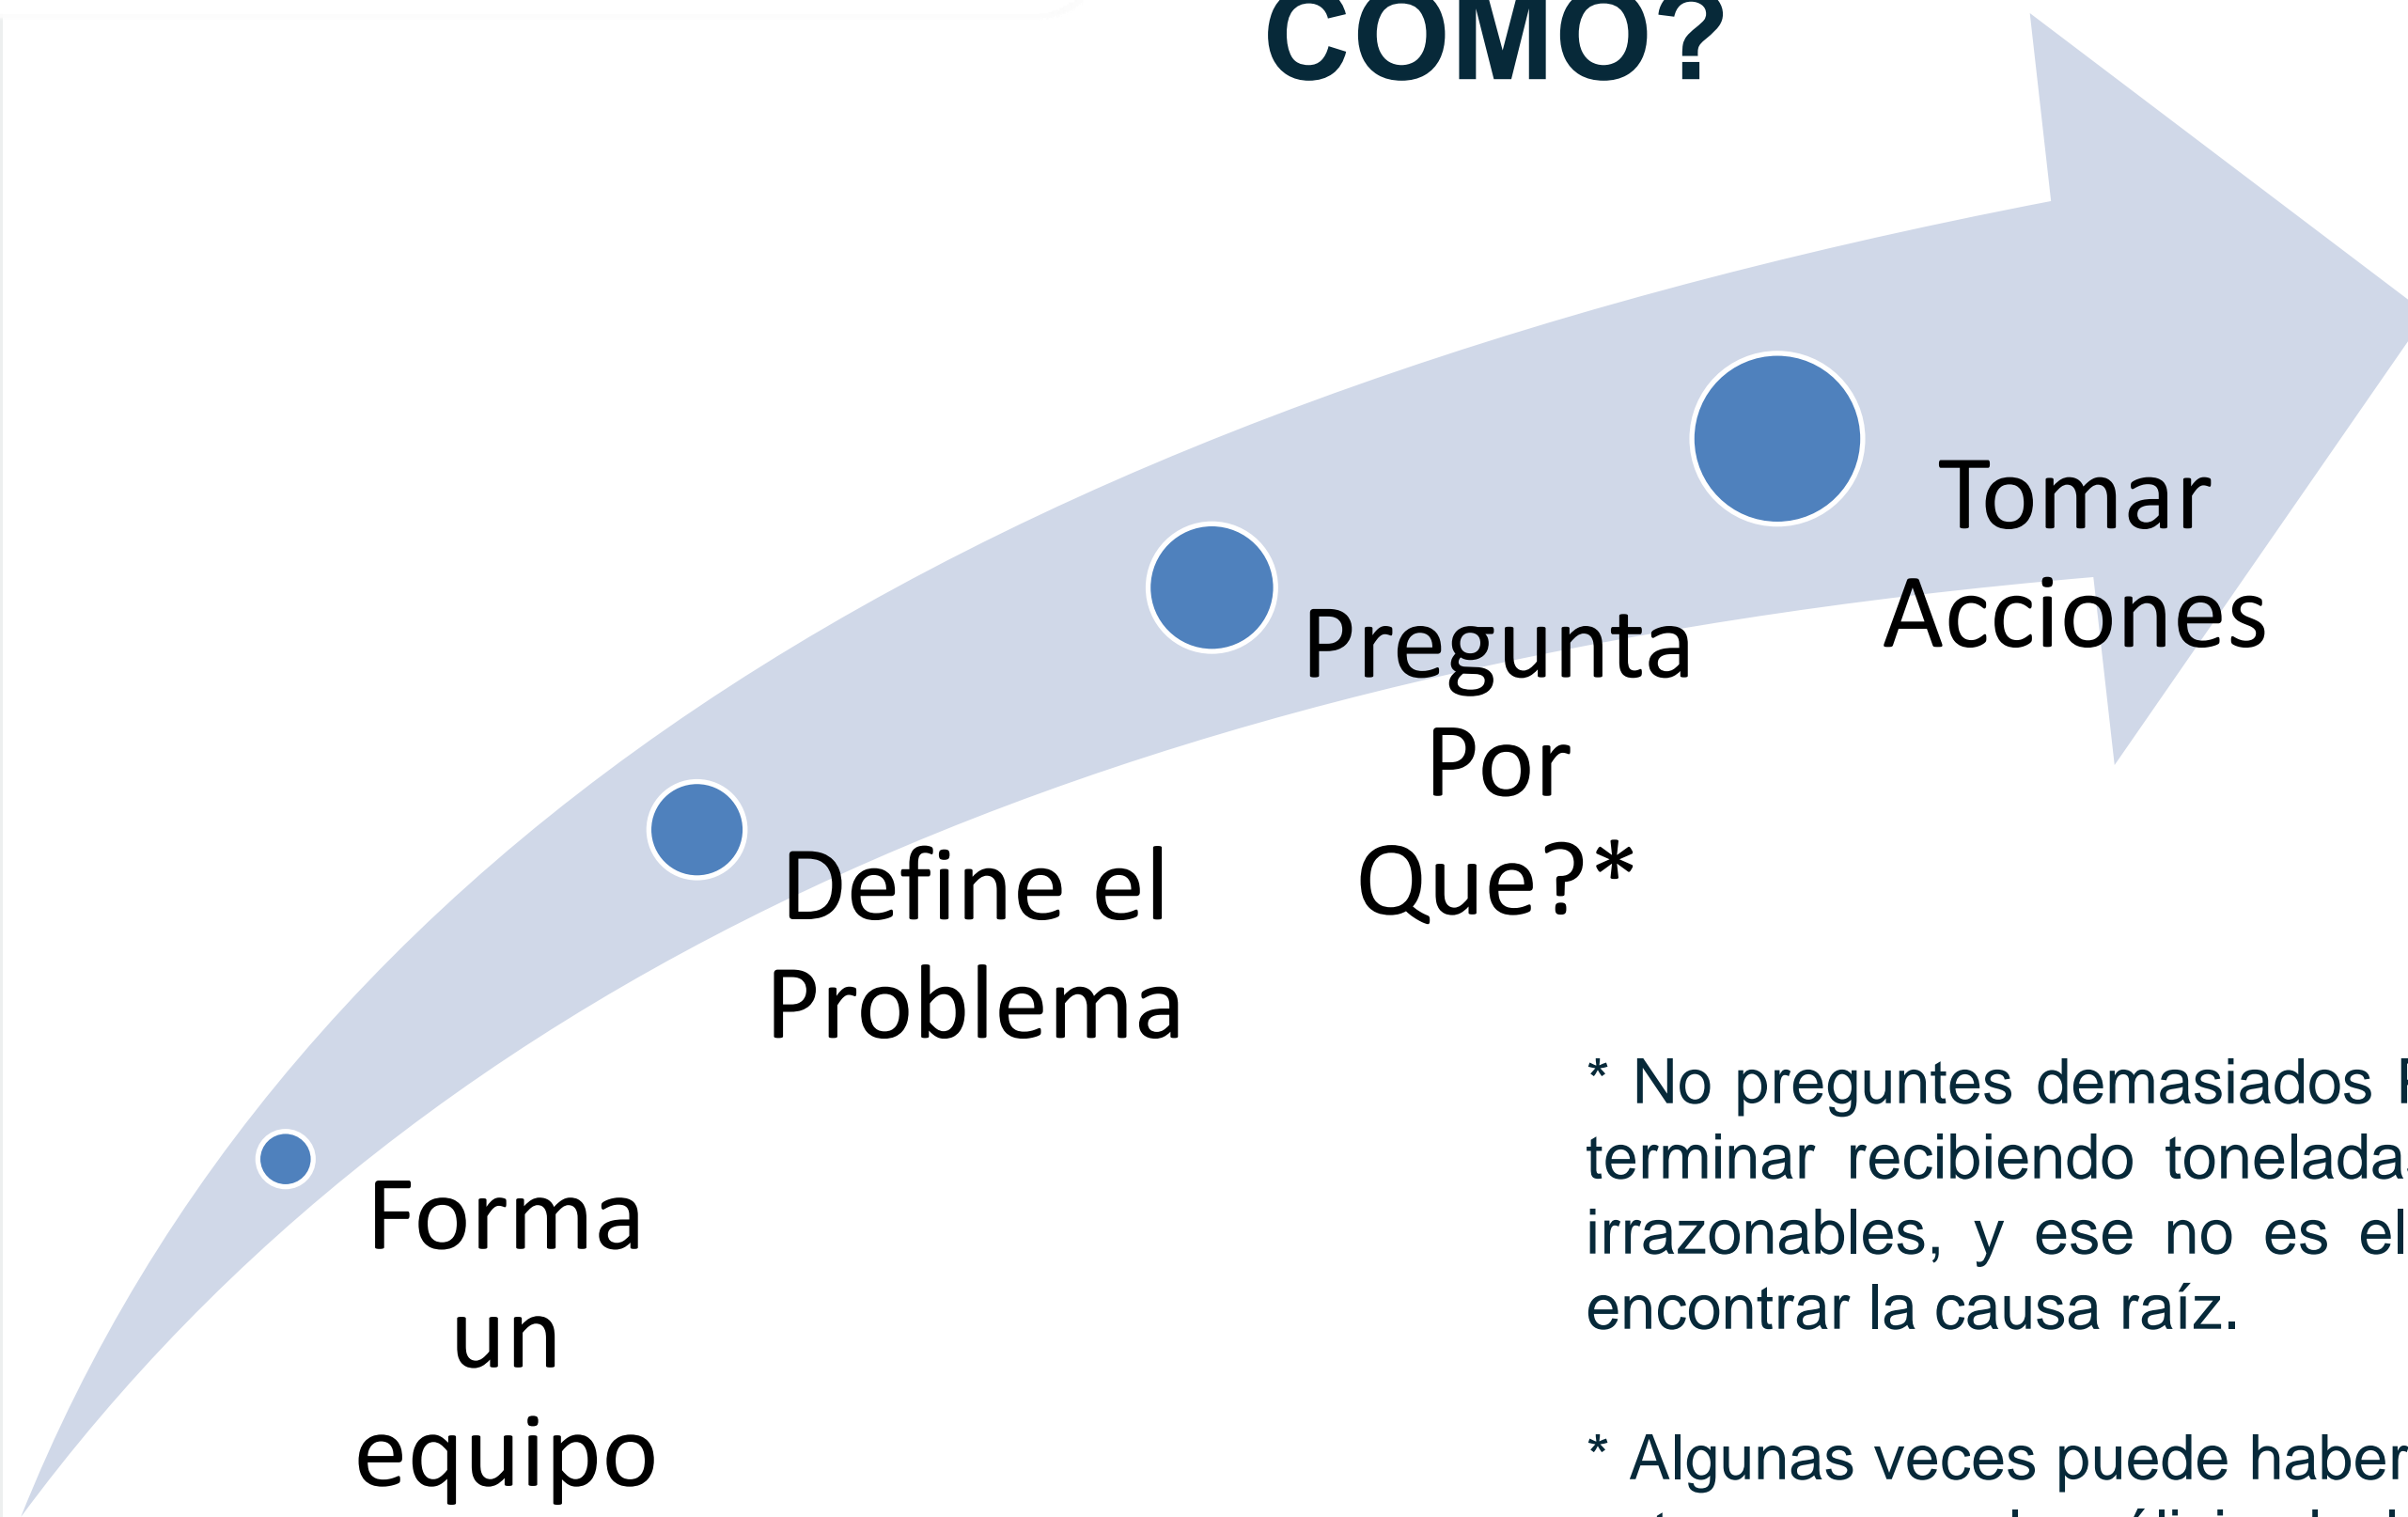 COMO?
Tomar
Acciones
Pregunta
Por
Que?*
Define el
Problema
Forma
un
equipo
* No preguntes demasiados
terminar recibiendo tonelada
irrazonables, y ese no es el
encontrar la causa raíz.
* Algunas veces puede haber